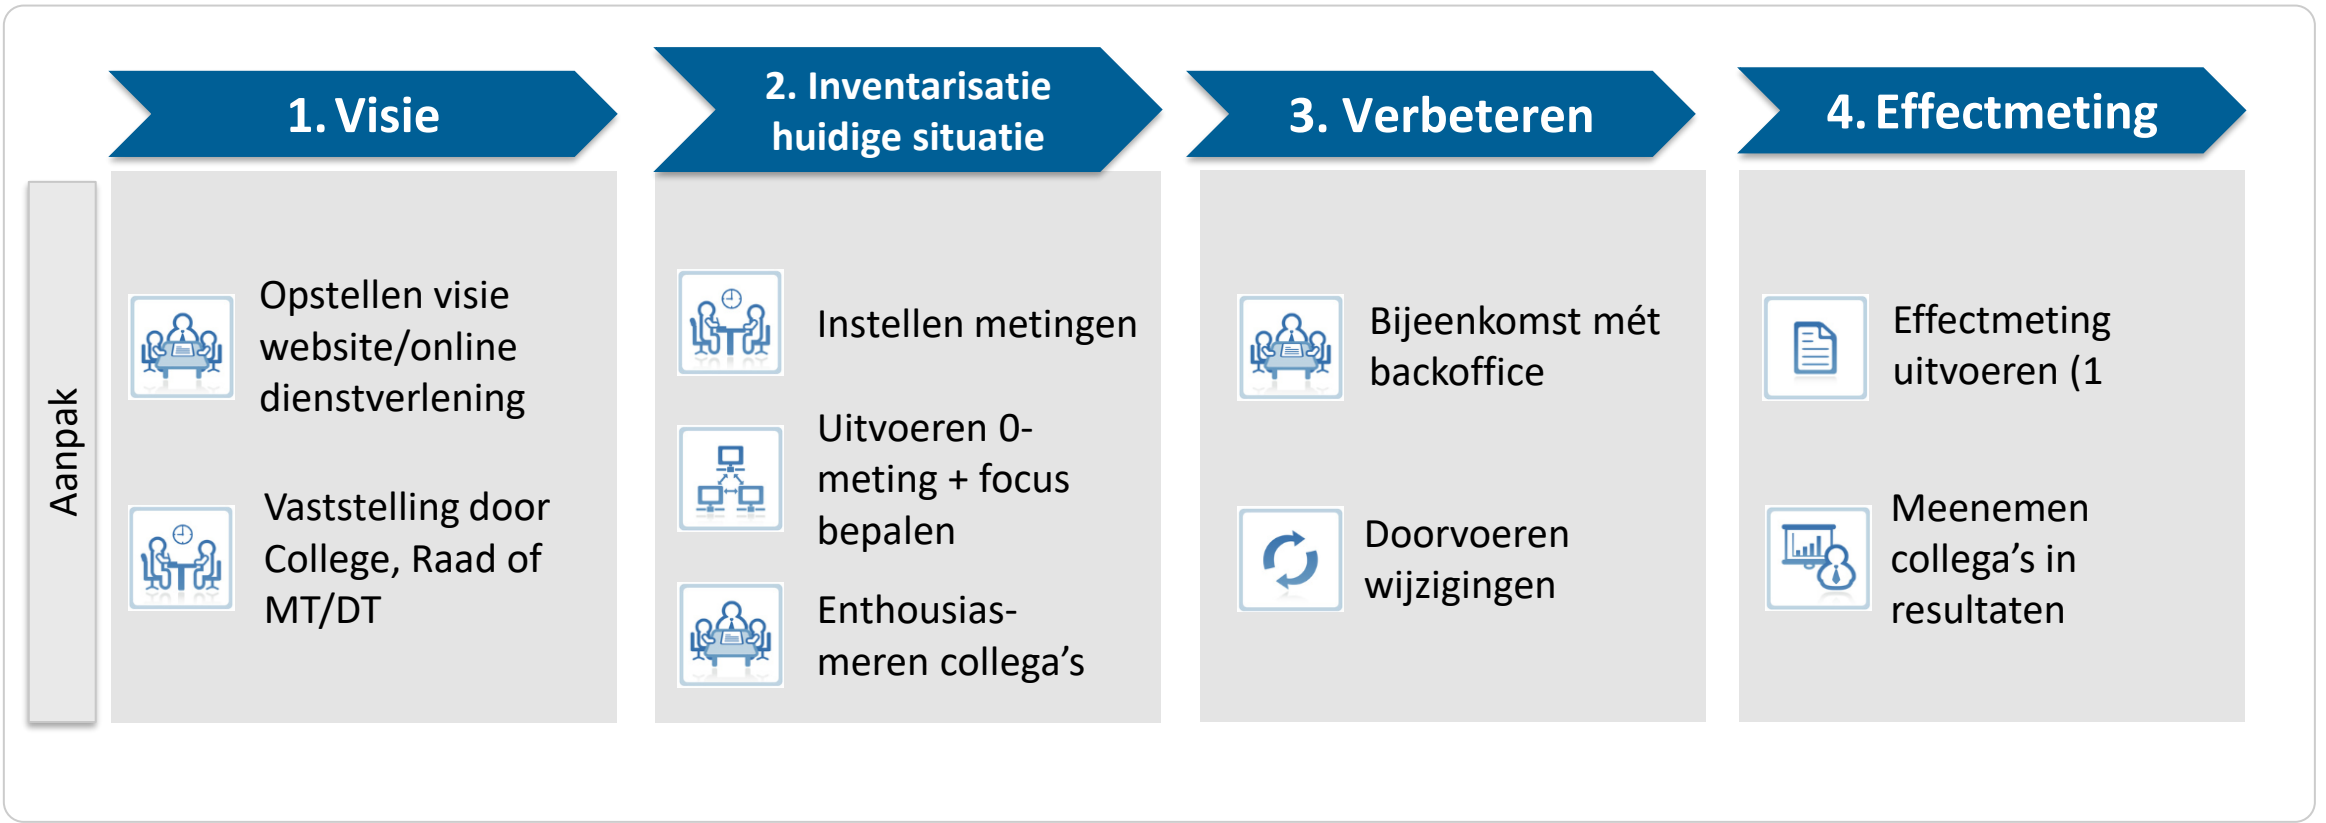 1. Visie
2. Inventarisatie
huidige situatie
3. Verbeteren
4. Effectmeting
Aanpak
Opstellen visie
website/online
dienstverlening
Vaststelling door
College, Raad of
MT/DT
Instellen metingen
Uitvoeren 0-
meting + focus
bepalen
Enthousias-
meren collega’s
Bijeenkomst mét
backoffice
Doorvoeren
wijzigingen
Effectmeting
uitvoeren (1
Meenemen
collega’s in
resultaten